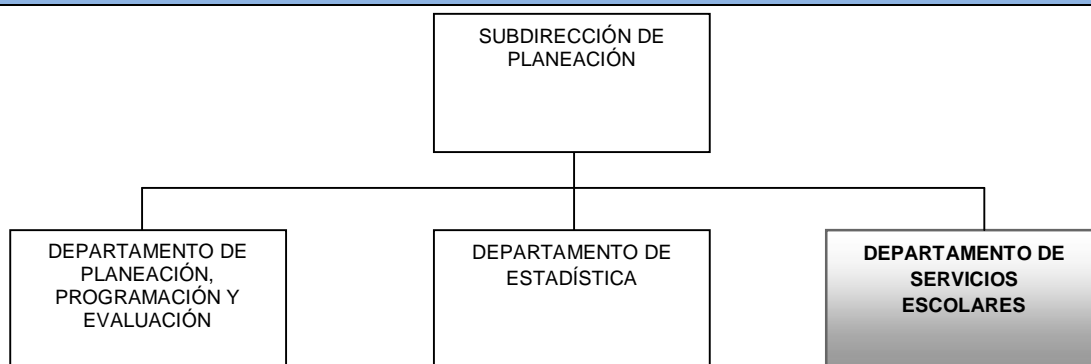 SUBDIRECCIÓN DE
PLANEACIÓN
DEPARTAMENTO DE
PLANEACIÓN,
PROGRAMACIÓN Y
EVALUACIÓN
DEPARTAMENTO DE
ESTADÍSTICA
DEPARTAMENTO DE
SERVICIOS
ESCOLARES